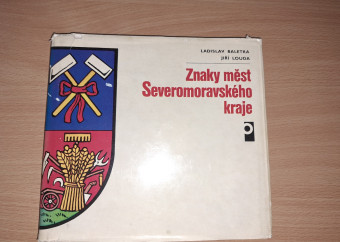 LADISLAV BALETKA
JIŘÍ LOUDA
Znaky měst
Severomoravského
kraje